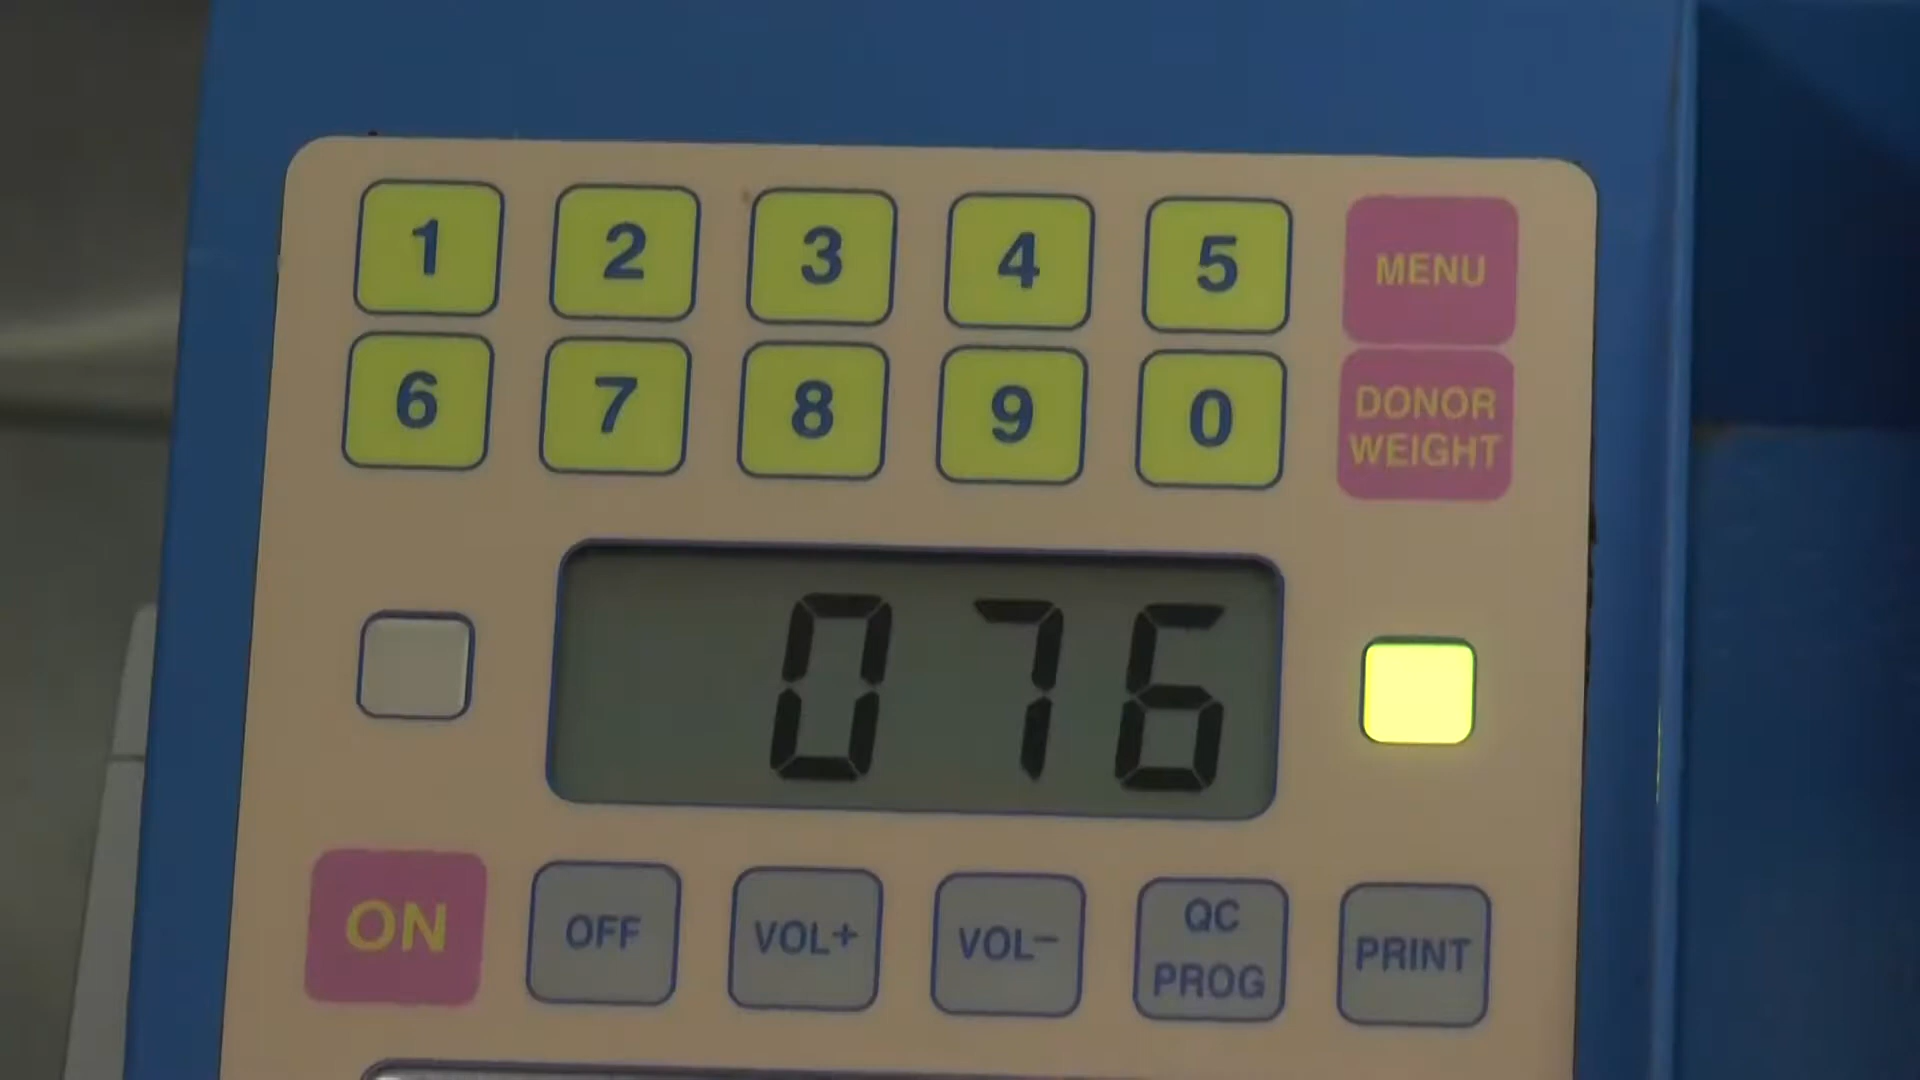 1 2 3 4 5 MENU
6 7 8 9 0 DONOR WEIGHT
076
ON OFF VOL+ VOL- QC PROG PRINT